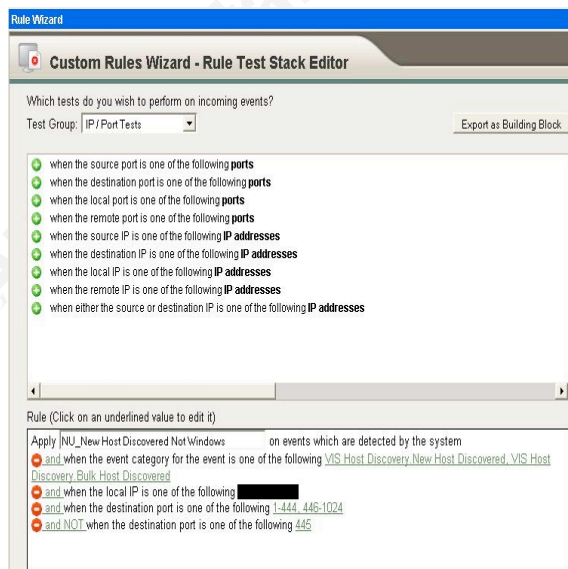 Rule Wizard
Custom Rules Wizard - Rule Test Stack Editor
Which tests do you wish to perform on incoming events?
Test Group: IP / Port Tests
Export as Building Block
when the source port is one of the following ports
when the destination port is one of the following ports
when the local port is one of the following ports
when the remote port is one of the following ports
when the source IP is one of the following IP addresses
when the destination IP is one of the following IP addresses
when the local IP is one of the following IP addresses
when the remote IP is one of the following IP addresses
when either the source or destination IP is one of the following IP addresses
Rule (Click on an underlined value to edit it)
Apply NU_New Host Discovered Not Windows on events which are detected by the system
and when the event category for the event is one of the following VIS Host Discovery.New Host Discovered, VIS Host
Discovery.Bulk Host Discovered
and when the local IP is one of the following
and when the destination port is one of the following 1-444, 446-1024
and NOT when the destination port is one of the following 445